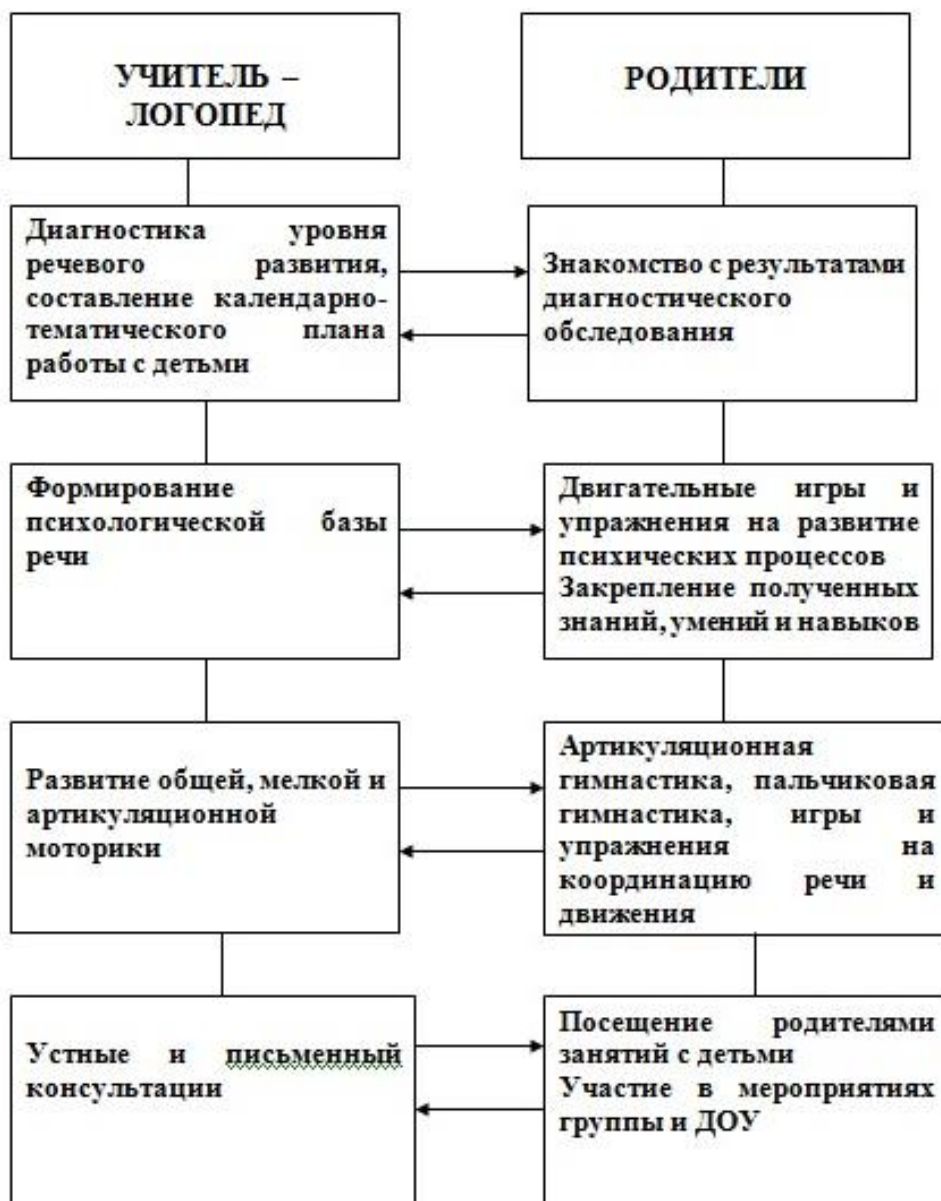 УЧИТЕЛЬ –
ЛОГОПЕД
РОДИТЕЛИ
Диагностика уровня
речевого развития,
составление календарно-
тематического плана
работы с детьми
Знакомство с результатами
диагностического
обследования
Формирование
психологической базы
речи
Двигательные игры и
упражнения на развитие
психических процессов
Закрепление полученных
знаний, умений и навыков
Развитие общей, мелкой и
артикуляционной
моторики
Артикуляционная
гимнастика, пальчиковая
гимнастика, игры и
упражнения на
координацию речи и
движения
Устные и письменный
консультации
Посещение родителями
занятий с детьми
Участие в мероприятиях
группы и ДОУ